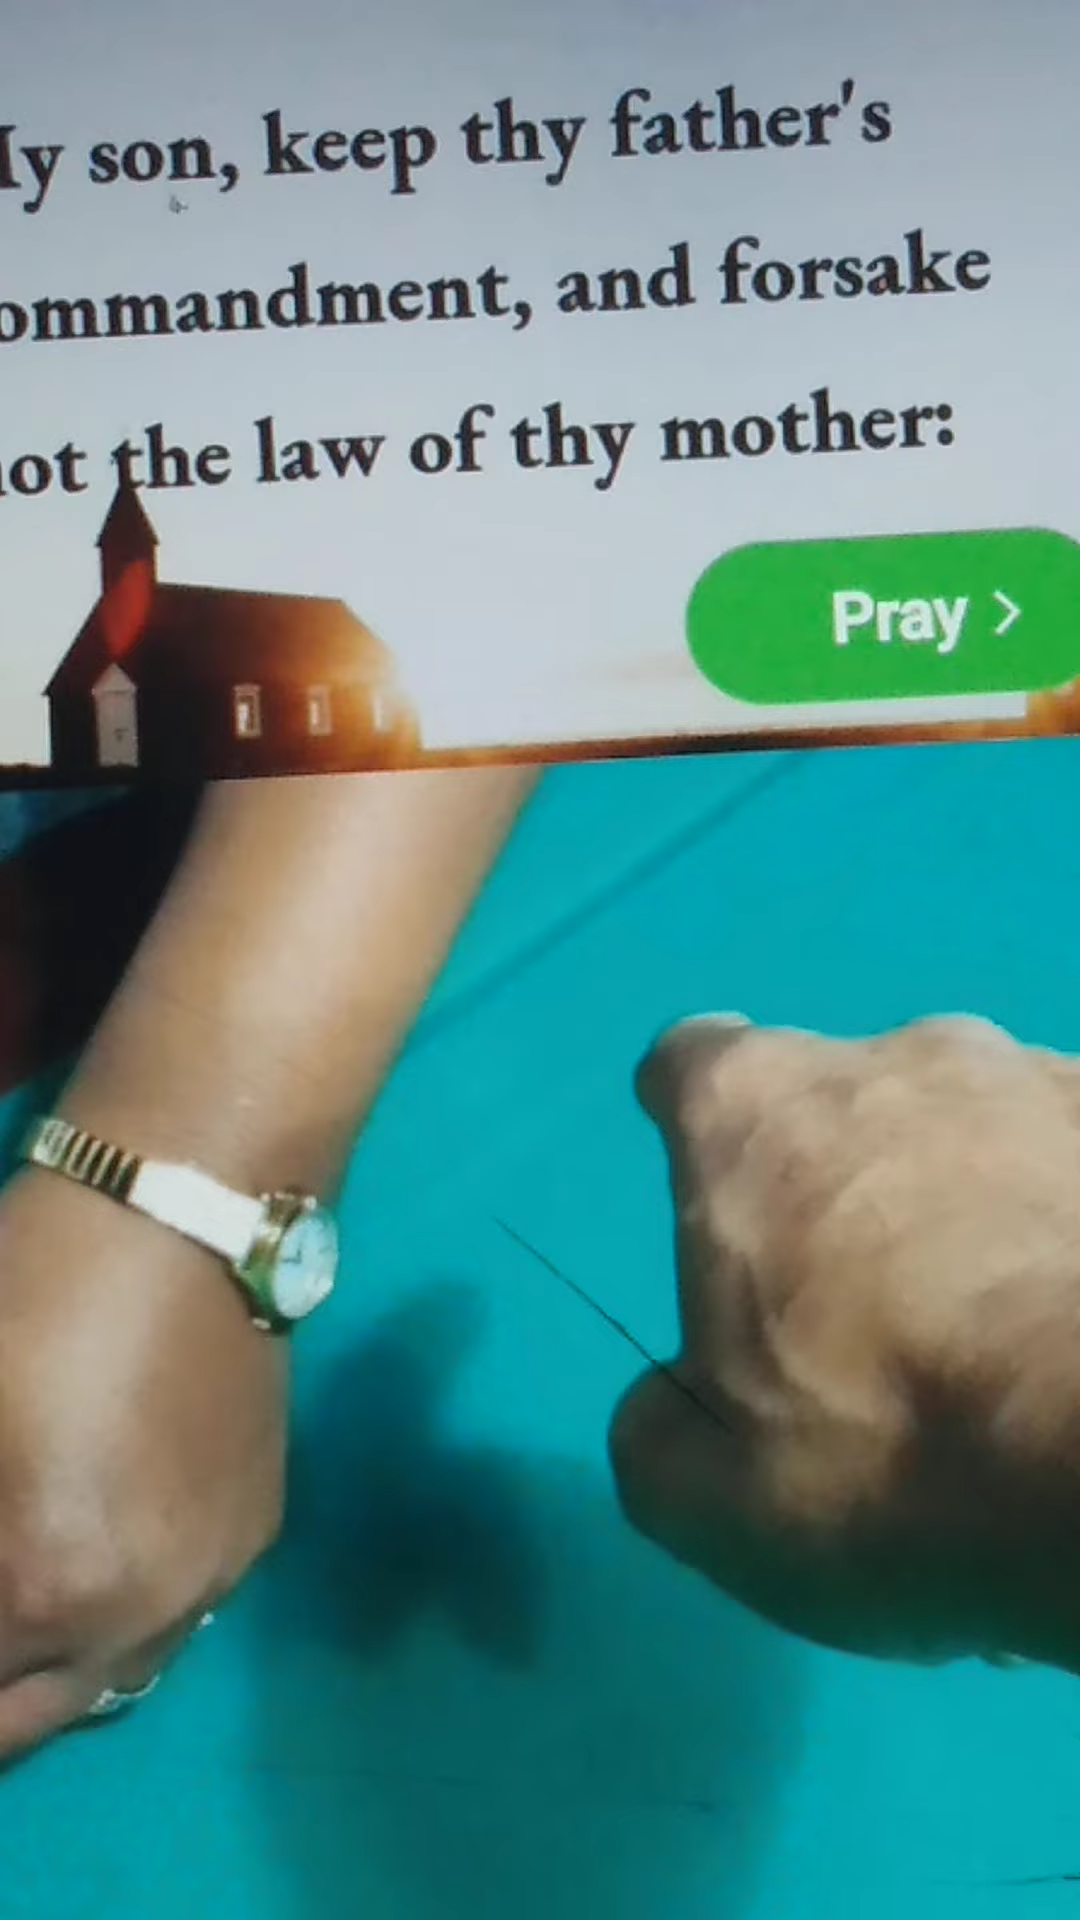 ly son, keep thy father's
ommandment, and forsake
ot the law of thy mother:
Pray >